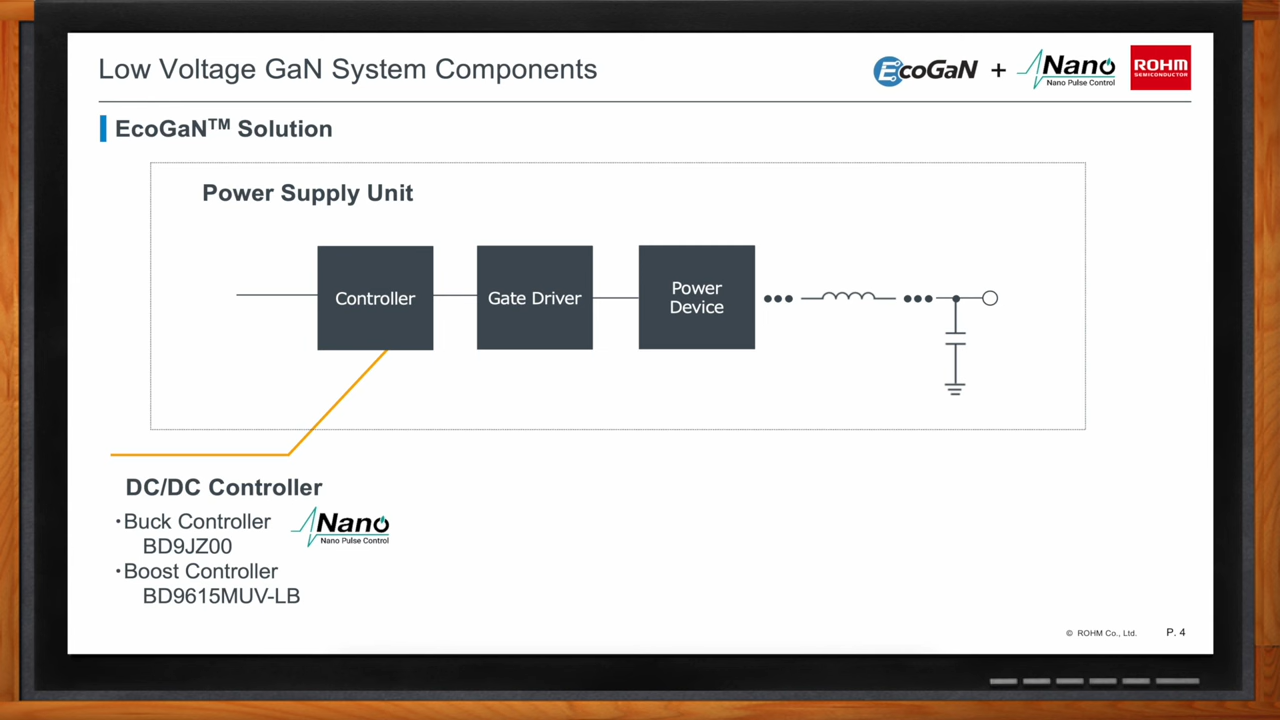 Low Voltage GaN System Components
EcoGaN + Nano
Nano Pulse Control
ROHM
SEMICONDUCTOR
EcoGaN™ Solution
Power Supply Unit
Controller
Gate Driver
Power
Device
DC/DC Controller
・Buck Controller
BD9JZ00
Nano
Nano Pulse Control
・Boost Controller
BD9615MUV-LB
© ROHM Co., Ltd.
P. 4